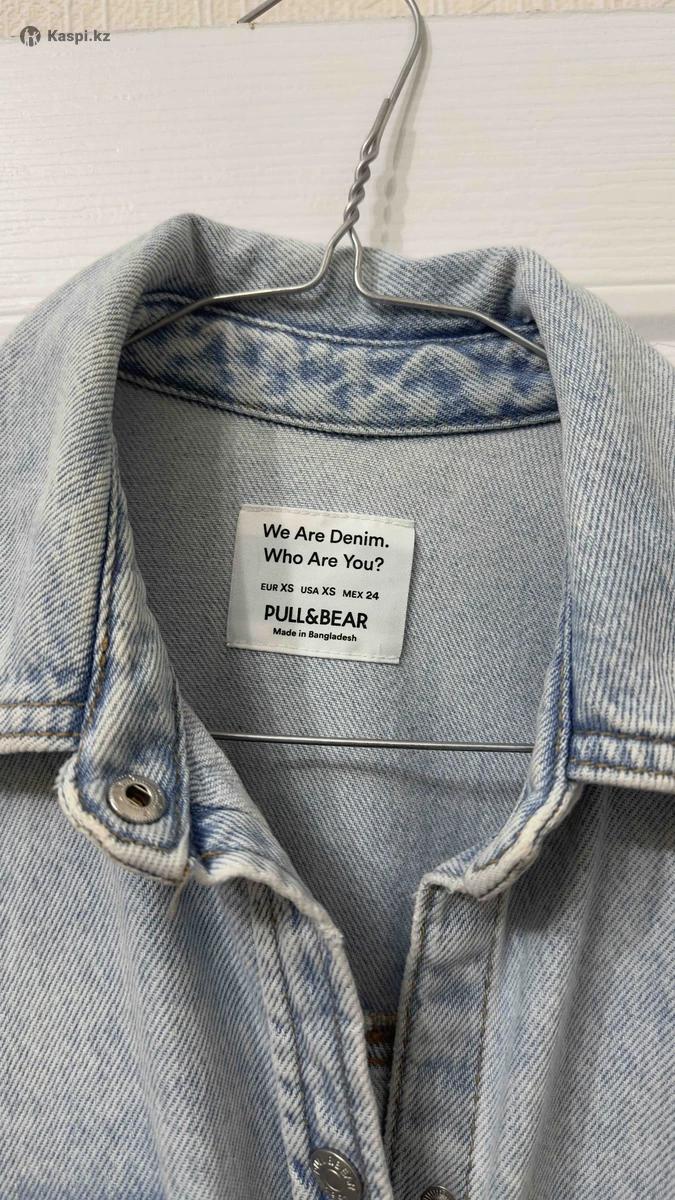 Kaspi.kz
We Are Denim.
Who Are You?
EUR XS USA XS MEX 24
PULL&BEAR
Made in Bangladesh